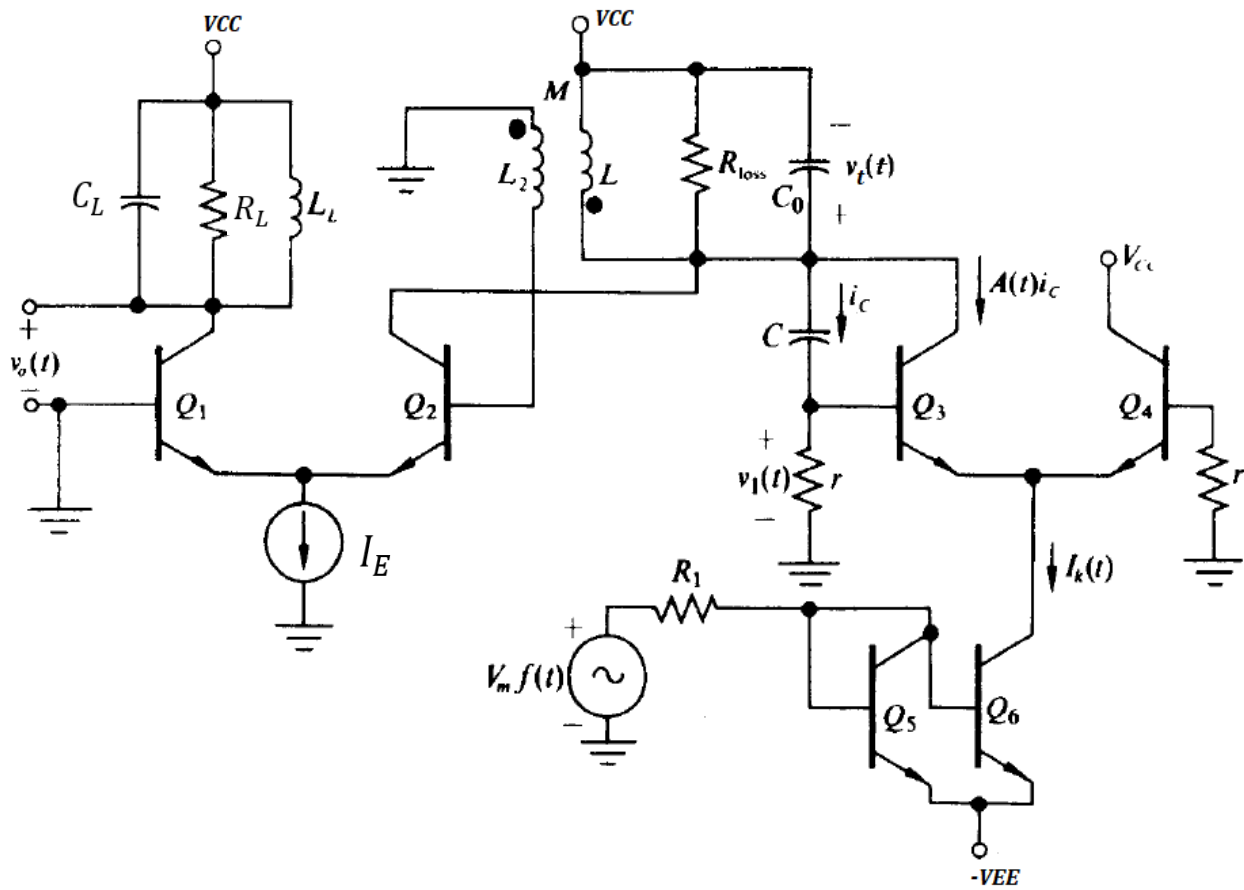 VCC
VCC
M
C_L
R_L
L_L
L_2
L
R_loss
C_0
−
v_t(t)
+
V_CC
A(t)i_C
i_C
C
+
v_o(t)
−
Q_1
Q_2
Q_3
Q_4
+
v_1(t)
−
r
r
I_E
I_k(t)
R_1
+
V_m f(t)
−
Q_5
Q_6
-VEE